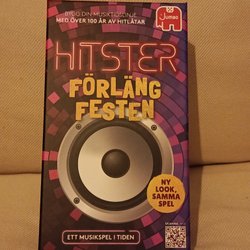 BYGG DIN MUSIKTIDSLINJE
MED ÖVER 100 ÅR AV HITLÅTAR
Jumbo
HITSTER
FÖRLÄNG
FESTEN
NY
LOOK, SAMMA
SPEL
ETT MUSIKSPEL I TIDEN